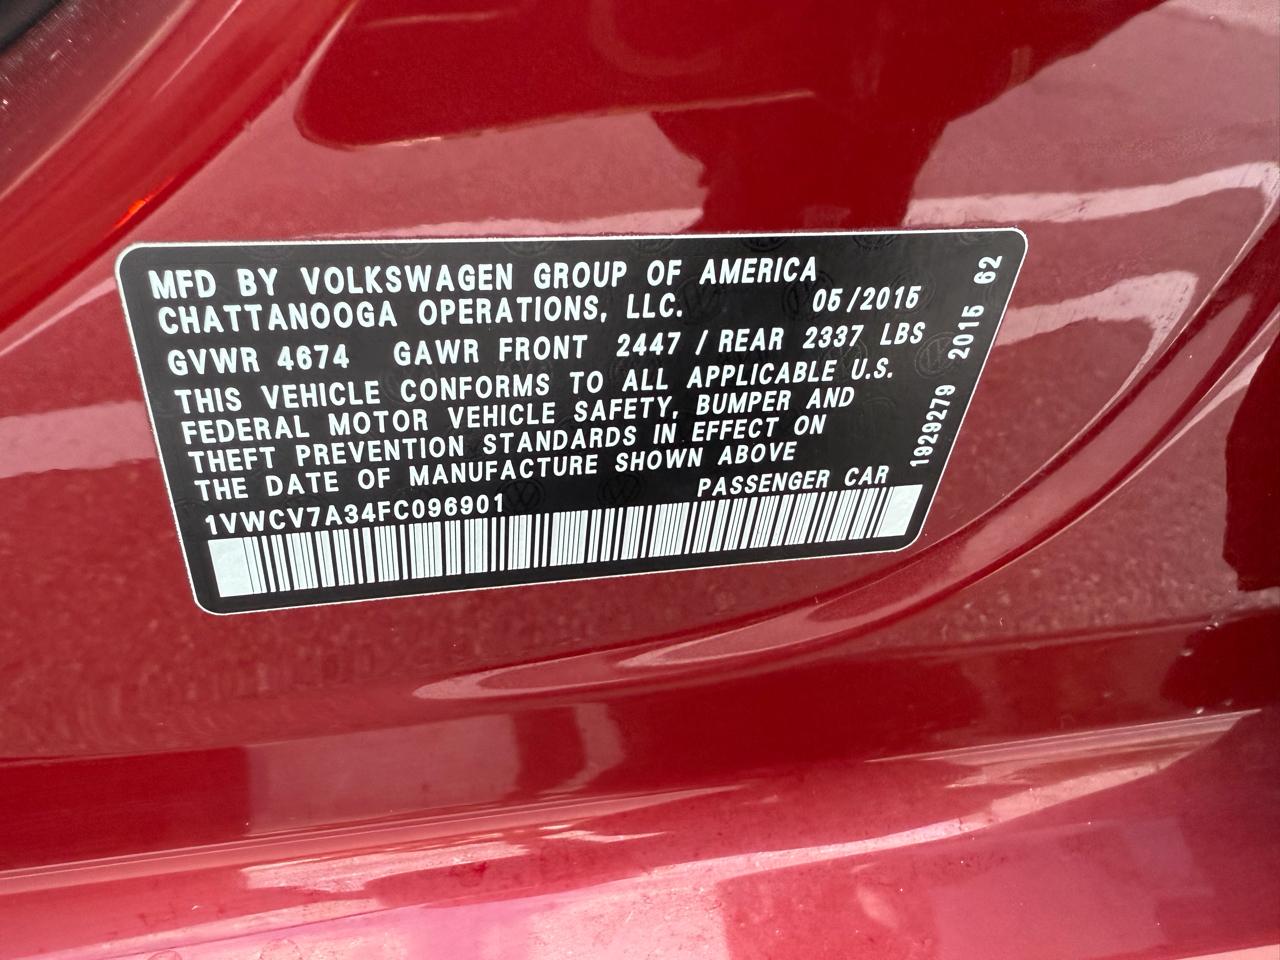 MFD BY VOLKSWAGEN GROUP OF AMERICA
CHATTANOOGA OPERATIONS, LLC. 05/2015
GVWR 4674 GAWR FRONT 2447 / REAR 2337 LBS
THIS VEHICLE CONFORMS TO ALL APPLICABLE U.S.
FEDERAL MOTOR VEHICLE SAFETY, BUMPER AND
THEFT PREVENTION STANDARDS IN EFFECT ON
THE DATE OF MANUFACTURE SHOWN ABOVE
1VWCV7A34FC096901 PASSENGER CAR
1929279 2015 62